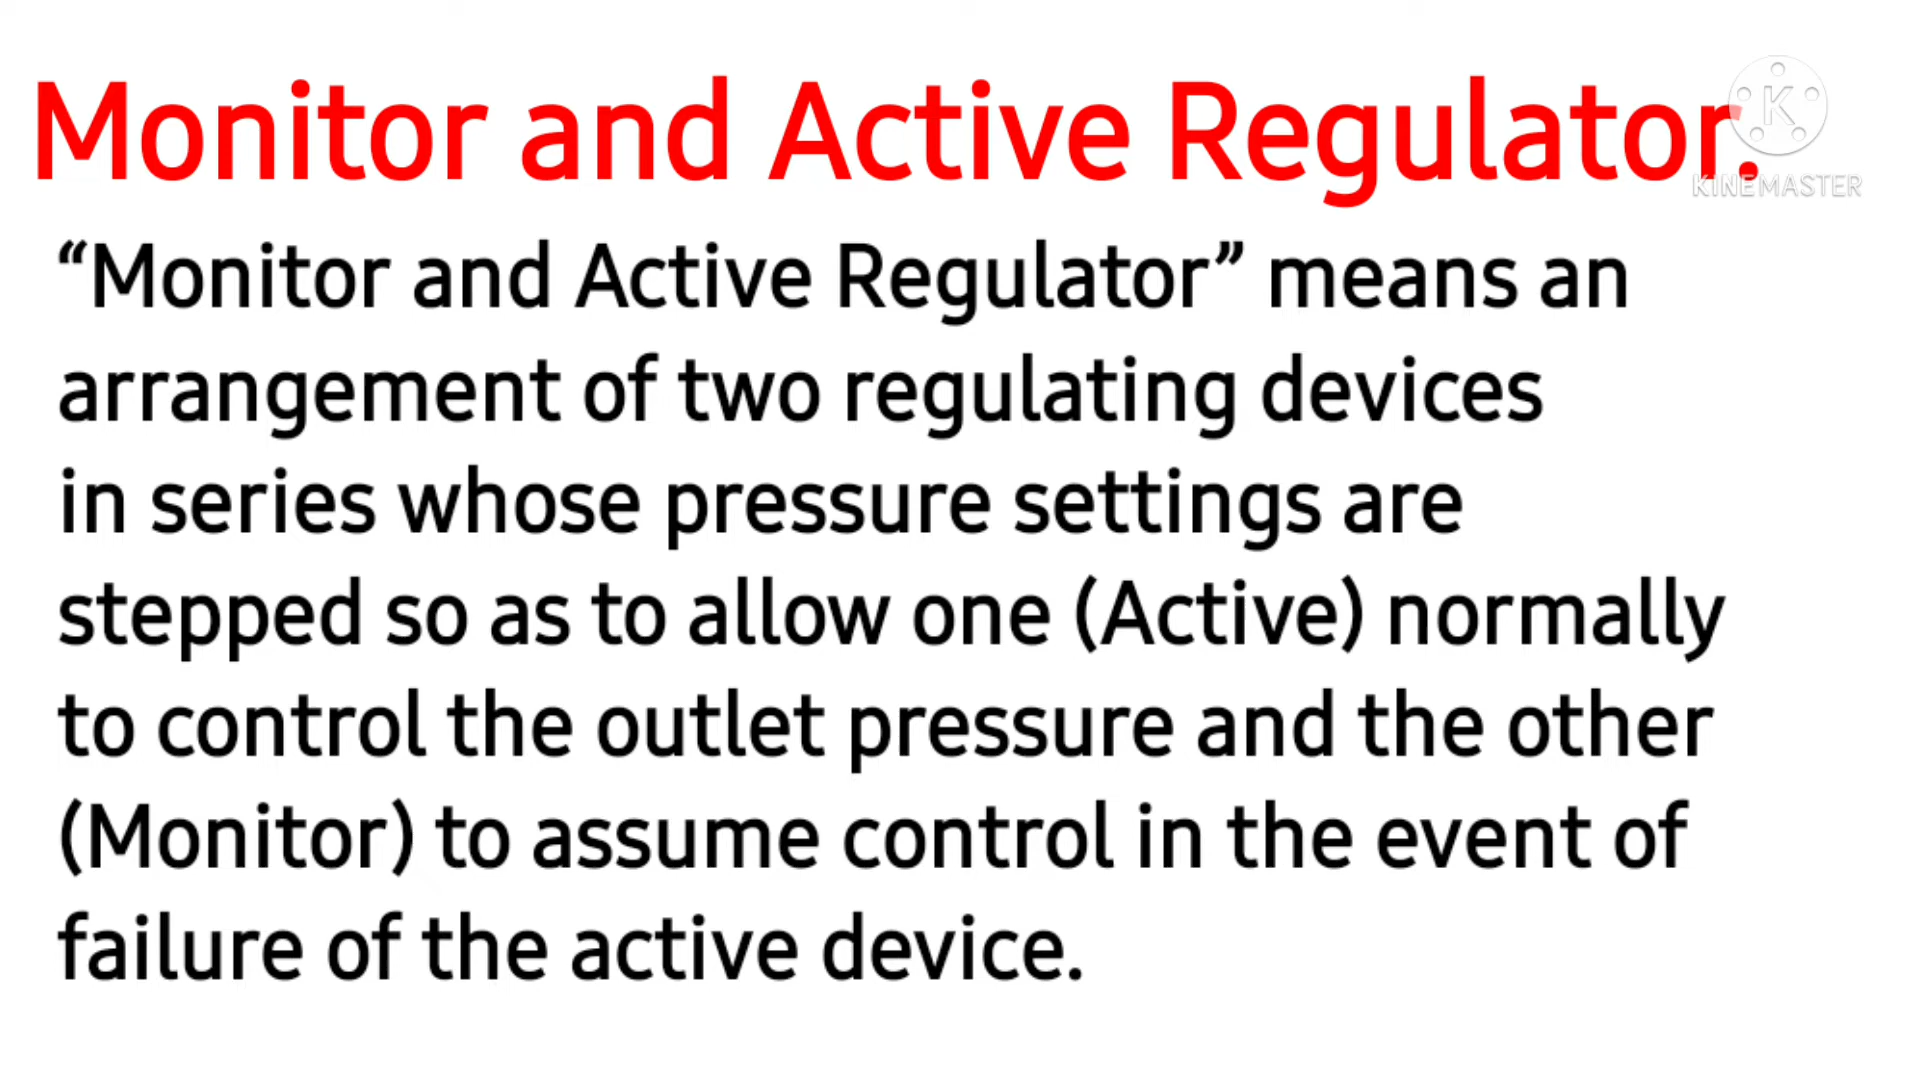 Monitor and Active Regulator.
K
KINEMASTER
“Monitor and Active Regulator” means an
arrangement of two regulating devices
in series whose pressure settings are
stepped so as to allow one (Active) normally
to control the outlet pressure and the other
(Monitor) to assume control in the event of
failure of the active device.